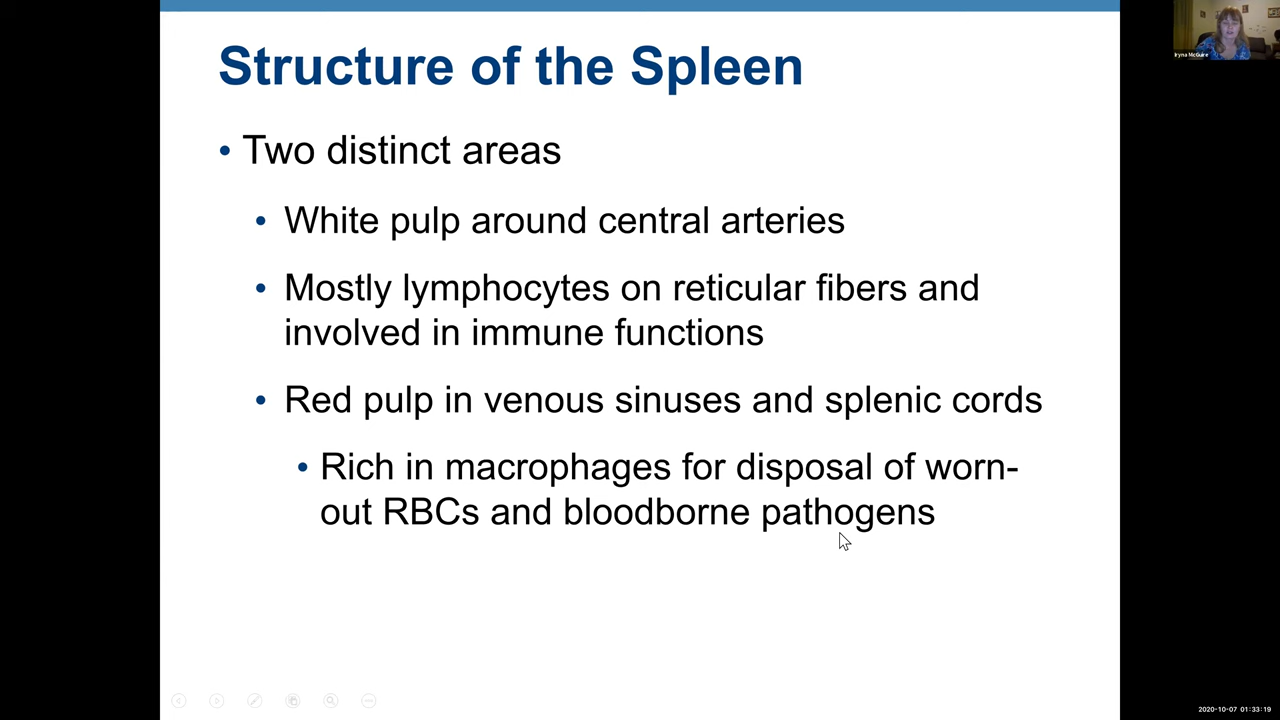 Structure of the Spleen
• Two distinct areas
• White pulp around central arteries
• Mostly lymphocytes on reticular fibers and
involved in immune functions
• Red pulp in venous sinuses and splenic cords
• Rich in macrophages for disposal of worn-
out RBCs and bloodborne pathogens
Iryna McGuire
2020-10-07 01:33:19